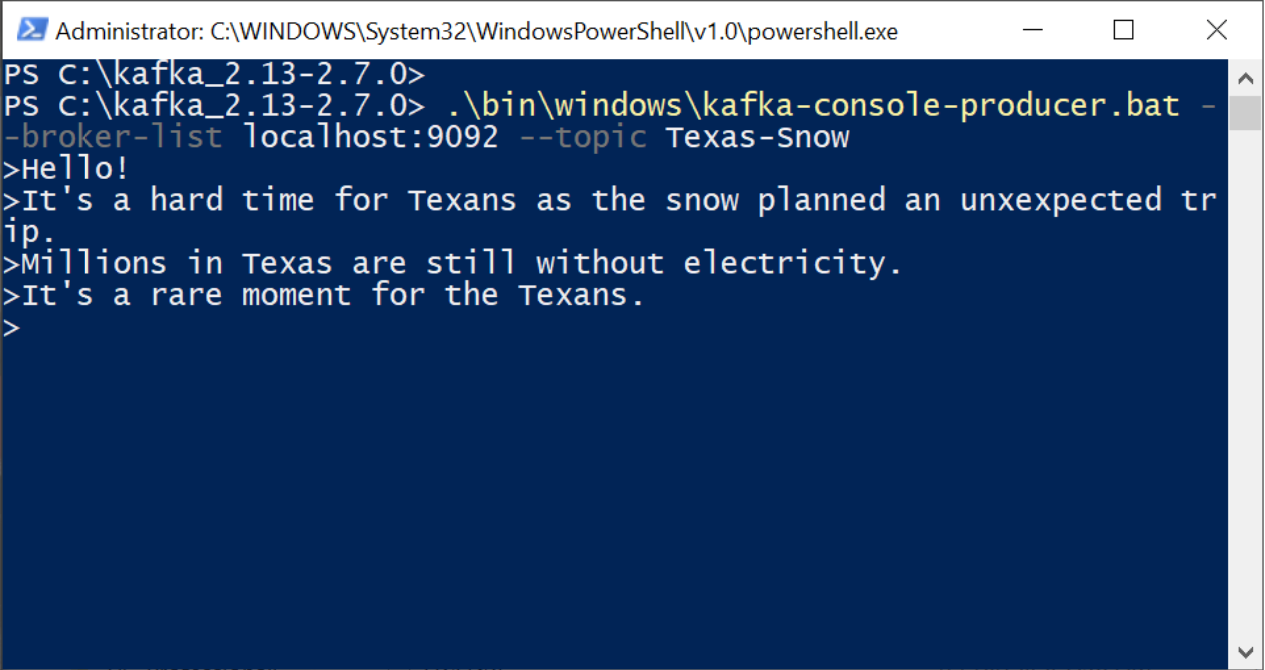 Administrator: C:\WINDOWS\System32\WindowsPowerShell\v1.0\powershell.exe
PS C:\kafka_2.13-2.7.0>
PS C:\kafka_2.13-2.7.0> .\bin\windows\kafka-console-producer.bat -
-broker-list localhost:9092 --topic Texas-Snow
>Hello!
>It's a hard time for Texans as the snow planned an unxexpected tr
ip.
>Millions in Texas are still without electricity.
>It's a rare moment for the Texans.
>